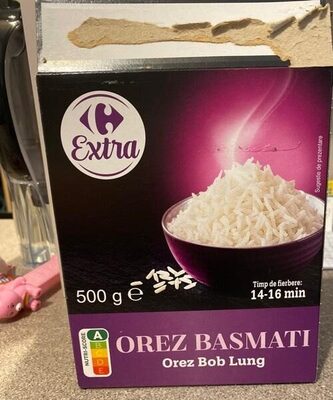 Extra
Sugestie de prezentare
Timp de fierbere:
14-16 min
500 g ℮
NUTRI-SCORE
A
B
C
D
E
OREZ BASMATI
Orez Bob Lung